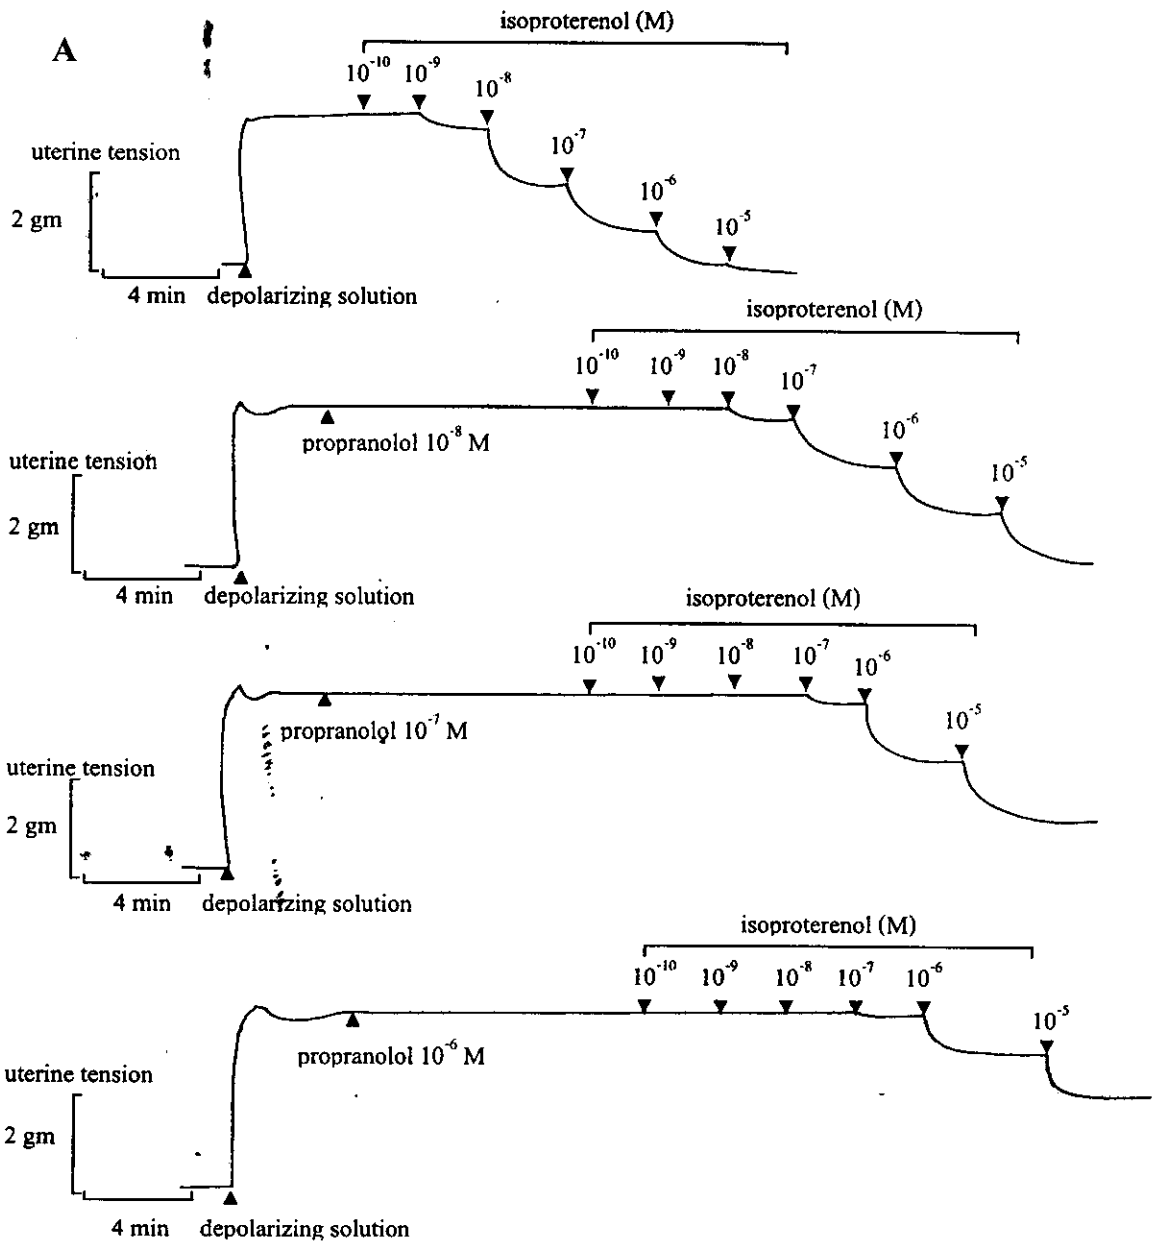 A
isoproterenol (M)
10⁻¹⁰ 10⁻⁹ 10⁻⁸ 10⁻⁷ 10⁻⁶ 10⁻⁵
uterine tension
2 gm
4 min depolarizing solution
isoproterenol (M)
10⁻¹⁰ 10⁻⁹ 10⁻⁸ 10⁻⁷ 10⁻⁶ 10⁻⁵
propranolol 10⁻⁸ M
uterine tension
2 gm
4 min depolarizing solution
isoproterenol (M)
10⁻¹⁰ 10⁻⁹ 10⁻⁸ 10⁻⁷ 10⁻⁶ 10⁻⁵
propranolol 10⁻⁷ M
uterine tension
2 gm
4 min depolarizing solution
isoproterenol (M)
10⁻¹⁰ 10⁻⁹ 10⁻⁸ 10⁻⁷ 10⁻⁶ 10⁻⁵
propranolol 10⁻⁶ M
uterine tension
2 gm
4 min depolarizing solution